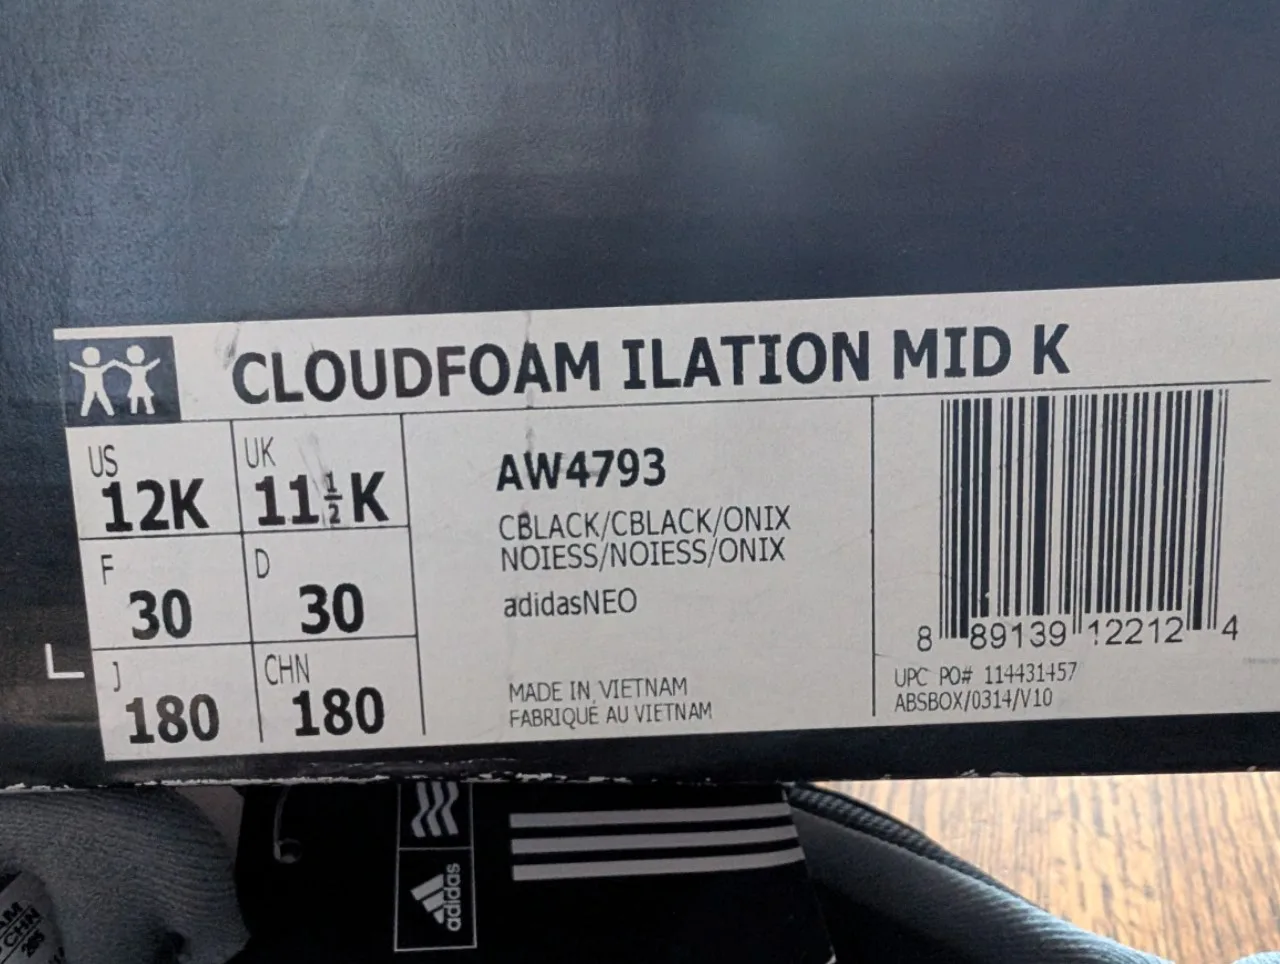 CLOUDFOAM ILATION MID K
US
12K
UK
11½K
F
30
D
30
J
180
CHN
180
AW4793
CBLACK/CBLACK/ONIX
NOIESS/NOIESS/ONIX
adidasNEO
MADE IN VIETNAM
FABRIQUÉ AU VIETNAM
8 89139 12212 4
UPC PO# 114431457
ABSBOX/0314/V10
adidas
CHN